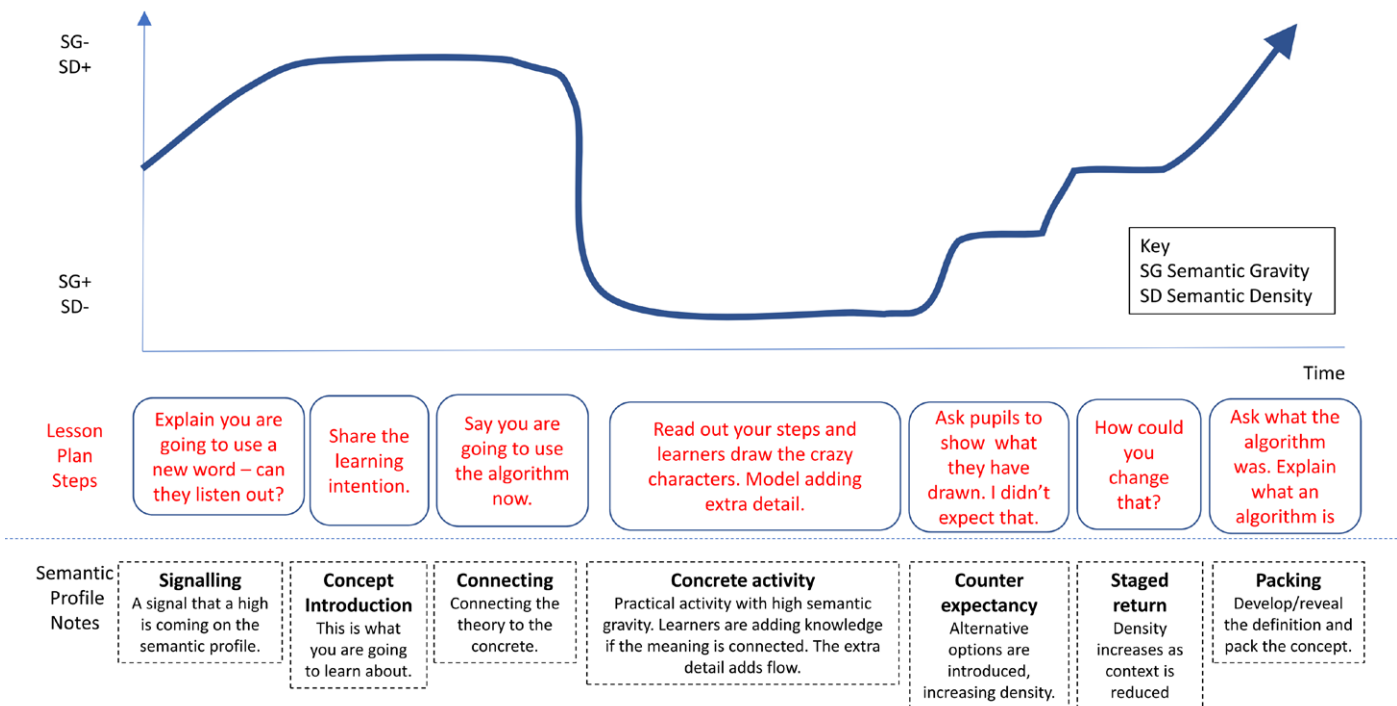 SG-
SD+
SG+
SD-
Key
SG Semantic Gravity
SD Semantic Density
Time
Lesson
Plan
Steps
Explain you are
going to use a
new word – can
they listen out?
Share the
learning
intention.
Say you are
going to use
the algorithm
now.
Read out your steps and
learners draw the crazy
characters. Model adding
extra detail.
Ask pupils to
show what
they have
drawn. I didn't
expect that.
How could
you
change
that?
Ask what the
algorithm
was. Explain
what an
algorithm is
Semantic
Profile
Notes
Signalling
A signal that a high
is coming on the
semantic profile.
Concept
Introduction
This is what
you are going
to learn about.
Connecting
Connecting the
theory to the
concrete.
Concrete activity
Practical activity with high semantic
gravity. Learners are adding knowledge
if the meaning is connected. The extra
detail adds flow.
Counter
expectancy
Alternative
options are
introduced,
increasing density.
Staged
return
Density
increases as
context is
reduced
Packing
Develop/reveal
the definition and
pack the concept.